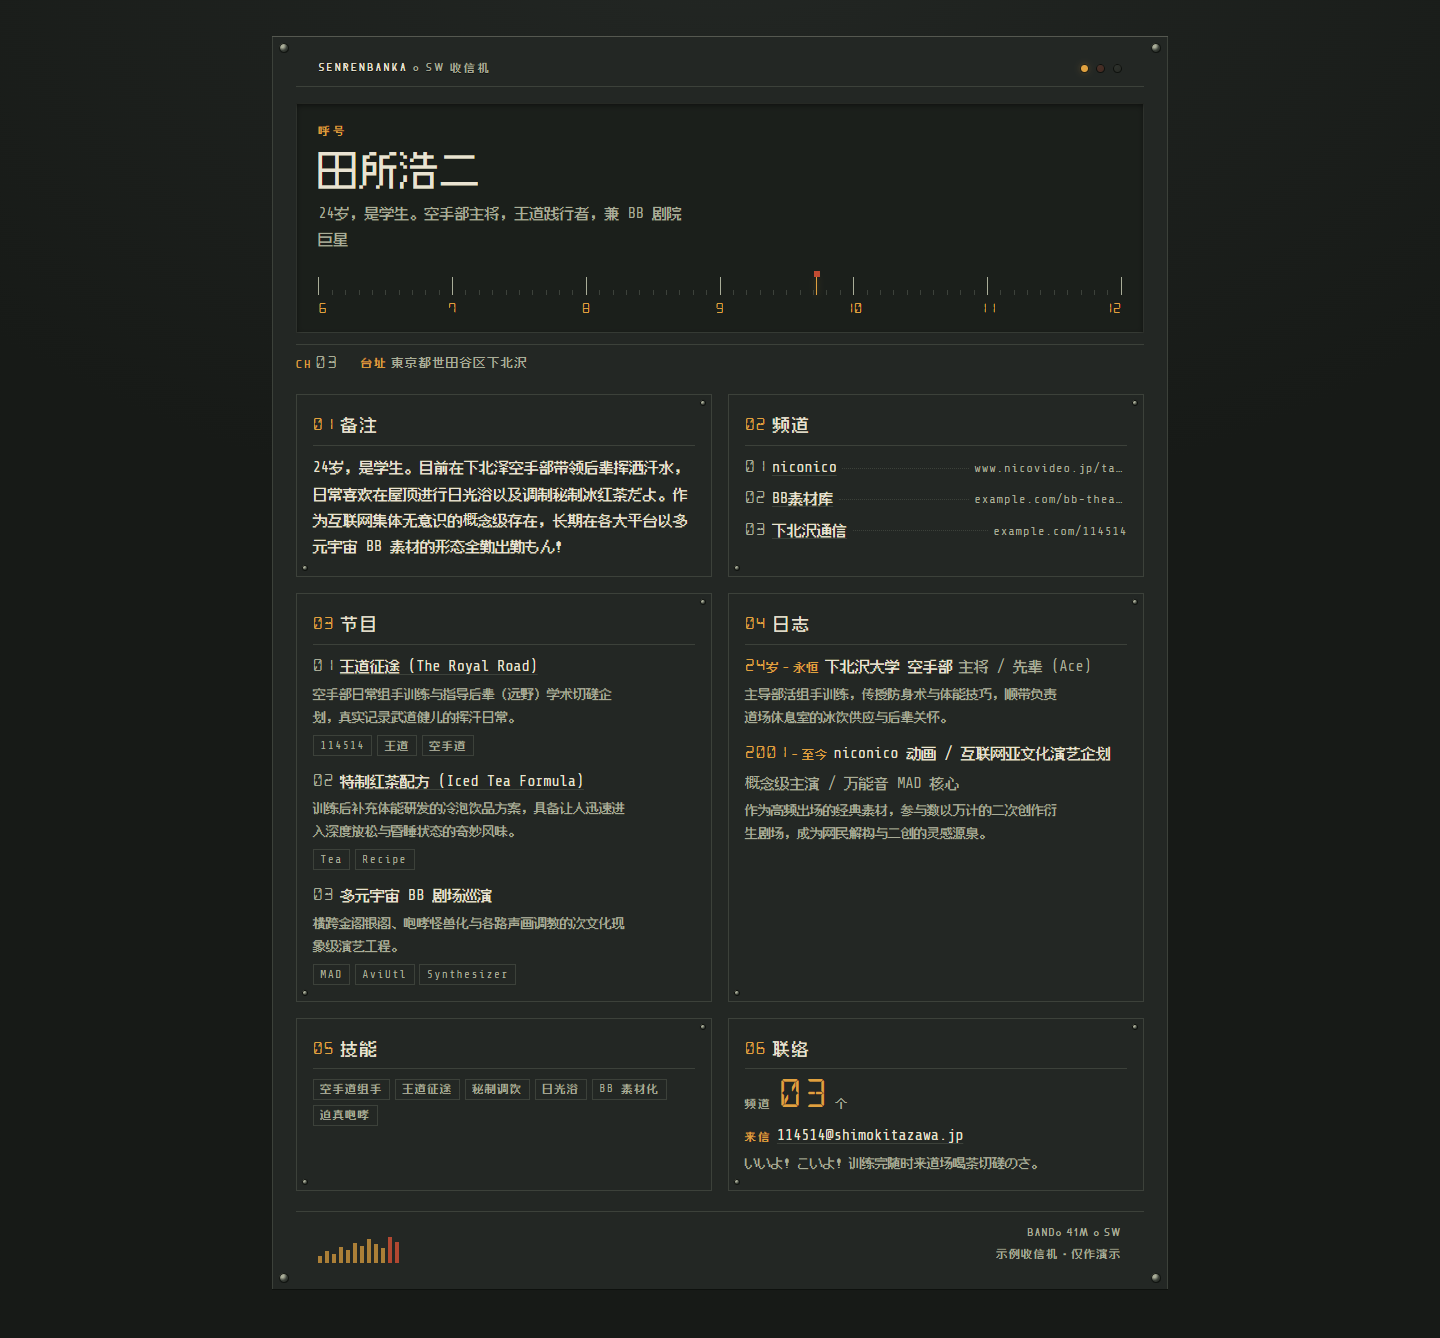 SENRENBANKA o SW 收信机
呼号
田所浩二
24岁，是学生。空手部主将，王道践行者，兼 BB 剧院
巨星
6 7 8 9 10 11 12
CH 03 台址 東京都世田谷区下北沢
01 备注
24岁，是学生。目前在下北泽空手部带领后辈挥洒汗水，
日常喜欢在屋顶进行日光浴以及调制秘制冰红茶だよ。作
为互联网集体无意识的概念级存在，长期在各大平台以多
元宇宙 BB 素材的形态全勤出勤もん！
02 频道
01 niconico www.nicovideo.jp/ta…
02 BB素材库 example.com/bb-thea…
03 下北沢通信 example.com/114514
03 节目
01 王道征途 (The Royal Road)
空手部日常组手训练与指导后辈（远野）学术切磋企
划，真实记录武道健儿的挥汗日常。
114514 王道 空手道
02 特制红茶配方 (Iced Tea Formula)
训练后补充体能研发的冷泡饮品方案，具备让人迅速进
入深度放松与昏睡状态的奇妙风味。
Tea Recipe
03 多元宇宙 BB 剧场巡演
横跨金阁银阁、咆哮怪兽化与各路声画调教的次文化现
象级演艺工程。
MAD AviUtl Synthesizer
04 日志
24岁 - 永恒 下北沢大学 空手部 主将 / 先辈 (Ace)
主导部活组手训练，传授防身术与体能技巧，顺带负责
道场休息室的冰饮供应与后辈关怀。
2001 - 至今 niconico 动画 / 互联网亚文化演艺企划
概念级主演 / 万能音 MAD 核心
作为高频出场的经典素材，参与数以万计的二次创作衍
生剧场，成为网民解构与二创的灵感源泉。
05 技能
空手道组手 王道征途 秘制调饮 日光浴 BB 素材化
迫真咆哮
06 联络
频道 03 个
来信 114514@shimokitazawa.jp
いいよ！こいよ！训练完随时来道场喝茶切磋のさ。
BANDo 41M o SW
示例收信机 · 仅作演示